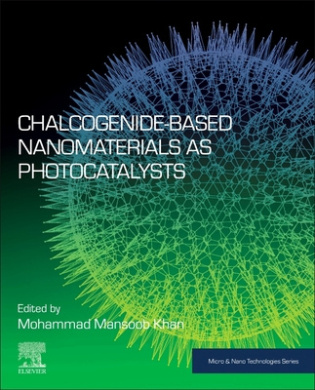 CHALCOGENIDE-BASED
NANOMATERIALS AS
PHOTOCATALYSTS
Edited by
Mohammad Mansoob Khan
ELSEVIER
Micro & Nano Technologies Series